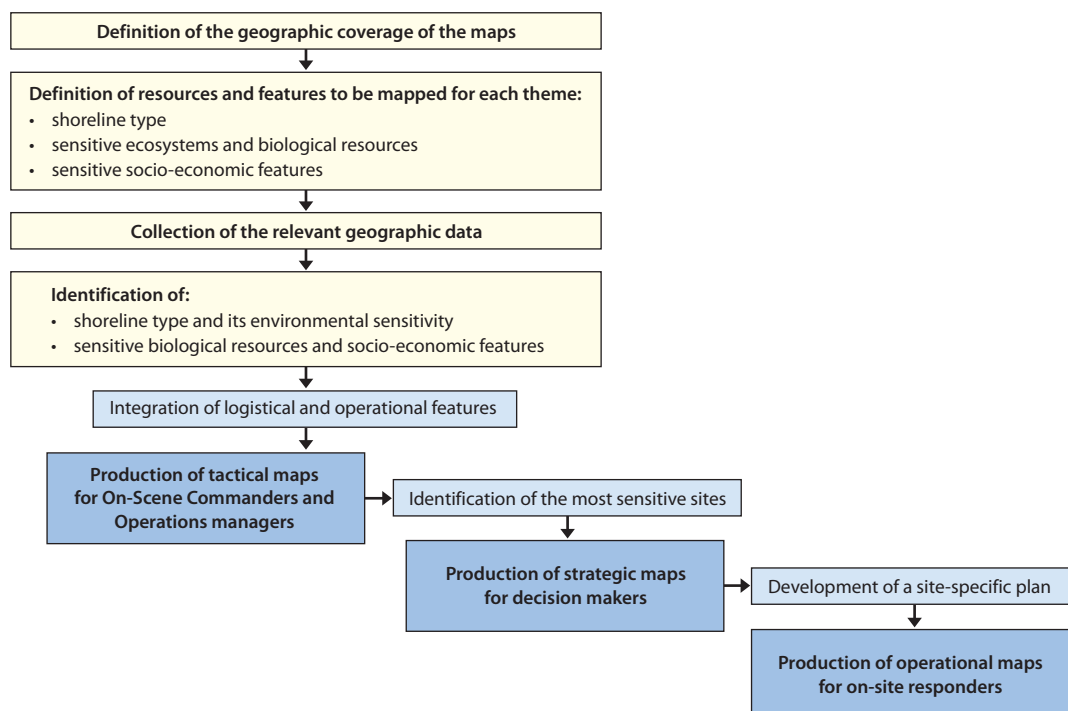 Definition of the geographic coverage of the maps
Definition of resources and features to be mapped for each theme:
• shoreline type
• sensitive ecosystems and biological resources
• sensitive socio-economic features
Collection of the relevant geographic data
Identification of:
• shoreline type and its environmental sensitivity
• sensitive biological resources and socio-economic features
Integration of logistical and operational features
Production of tactical maps
for On-Scene Commanders and
Operations managers
Identification of the most sensitive sites
Production of strategic maps
for decision makers
Development of a site-specific plan
Production of operational maps
for on-site responders